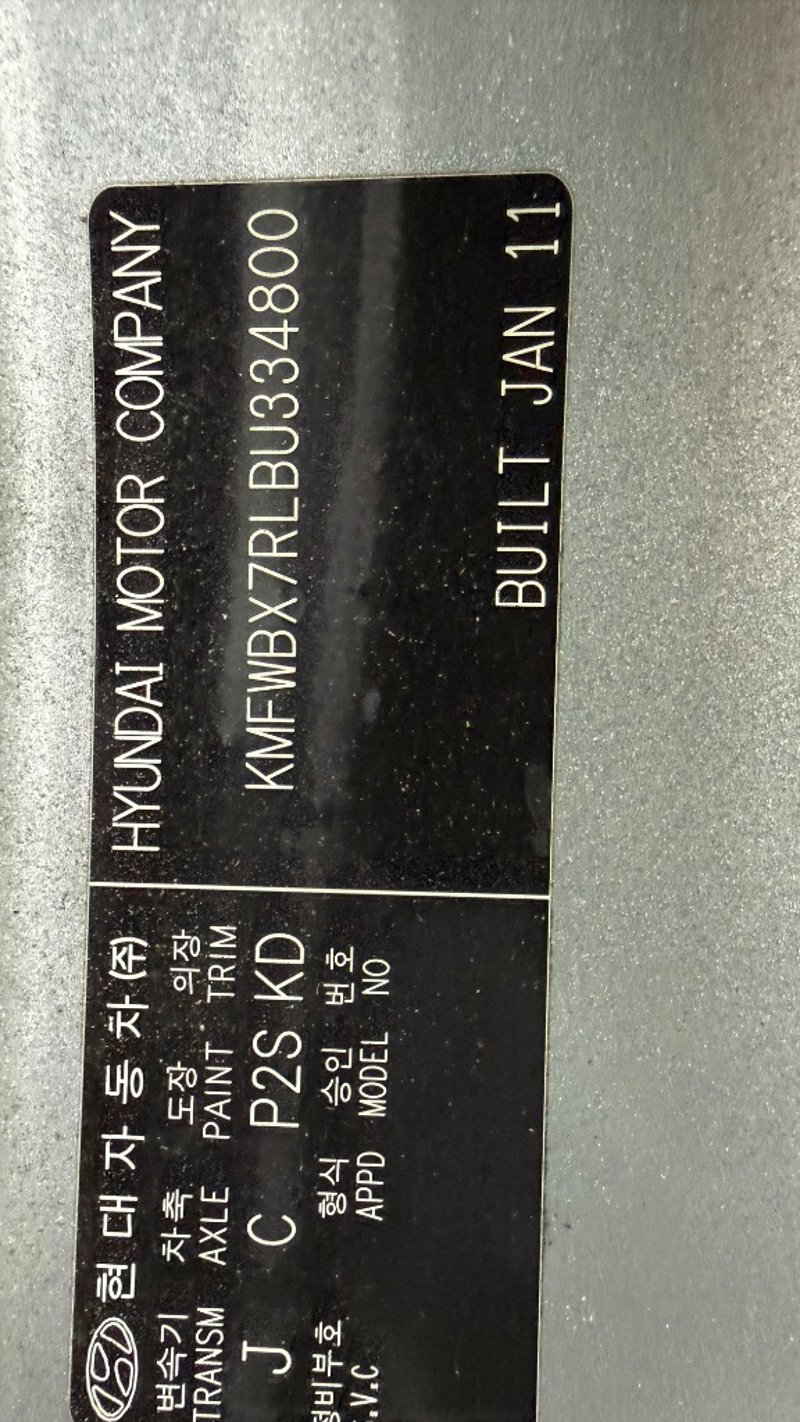 현대자동차(주) HYUNDAI MOTOR COMPANY
변속기 차축 도장 의장
TRANSM AXLE PAINT TRIM
J C P2S KD KMFWBX7RLBU334800
형식 승인 번호
APPD MODEL NO
BUILT JAN 11